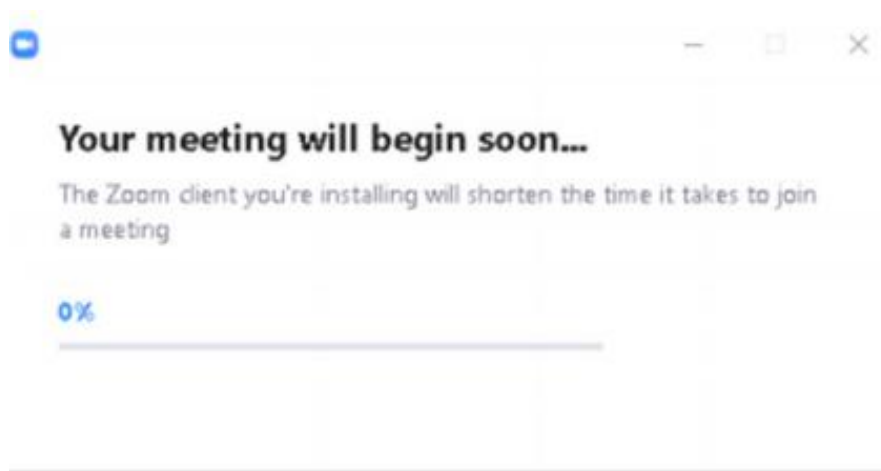 Your meeting will begin soon...
The Zoom client you're installing will shorten the time it takes to join
a meeting
0%